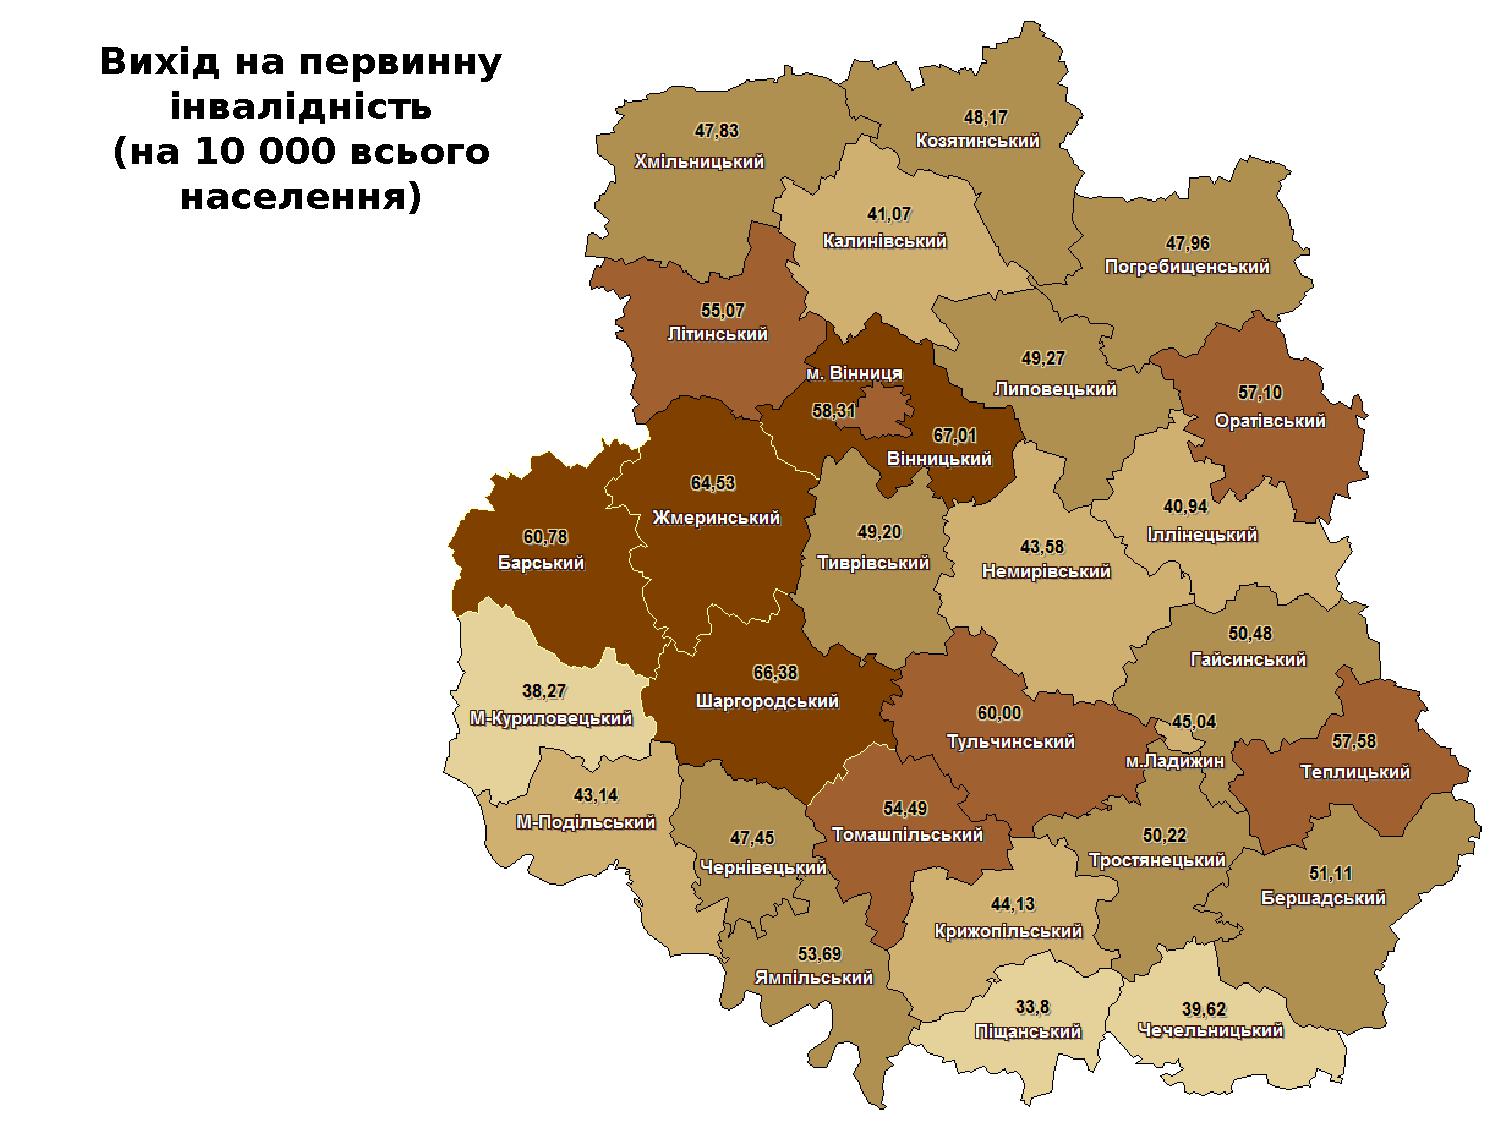 Вихід на первинну
інвалідність
(на 10 000 всього
населення)
47,83
Хмільницький
48,17
Козятинський
41,07
Калинівський
47,96
Погребищенський
55,07
Літинський
49,27
Липовецький
м. Вінниця
58,31
57,10
Оратівський
67,01
Вінницький
64,53
Жмеринський
60,78
Барський
49,20
Тиврівський
43,58
Немирівський
40,94
Іллінецький
50,48
Гайсинський
66,38
Шаргородський
38,27
М-Куриловецький
60,00
Тульчинський
45,04
м.Ладижин
57,58
Теплицький
43,14
М-Подільський
47,45
Чернівецький
54,49
Томашпільський
50,22
Тростянецький
51,11
Бершадський
44,13
Крижопільський
53,69
Ямпільський
33,8
Піщанський
39,62
Чечельницький